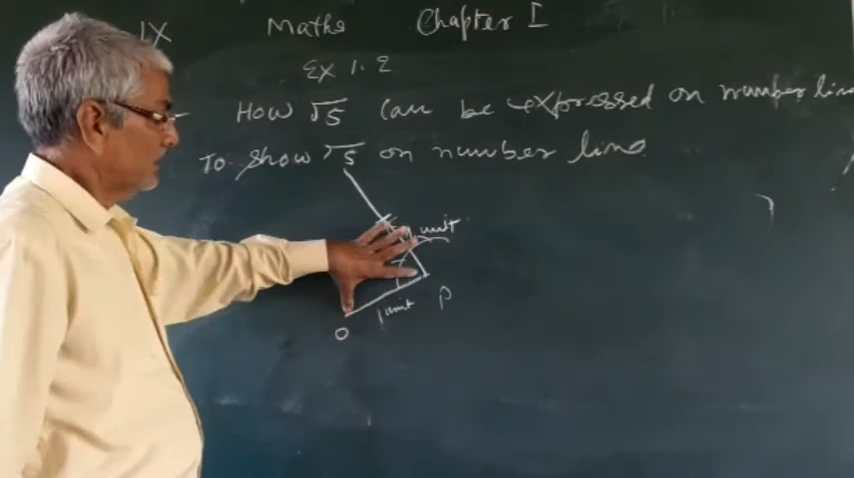 IX Maths Chapter I
Ex 1.2
How √5 Can be expressed on number line
To show √5 on number line.
1 unit
1 unit P
O